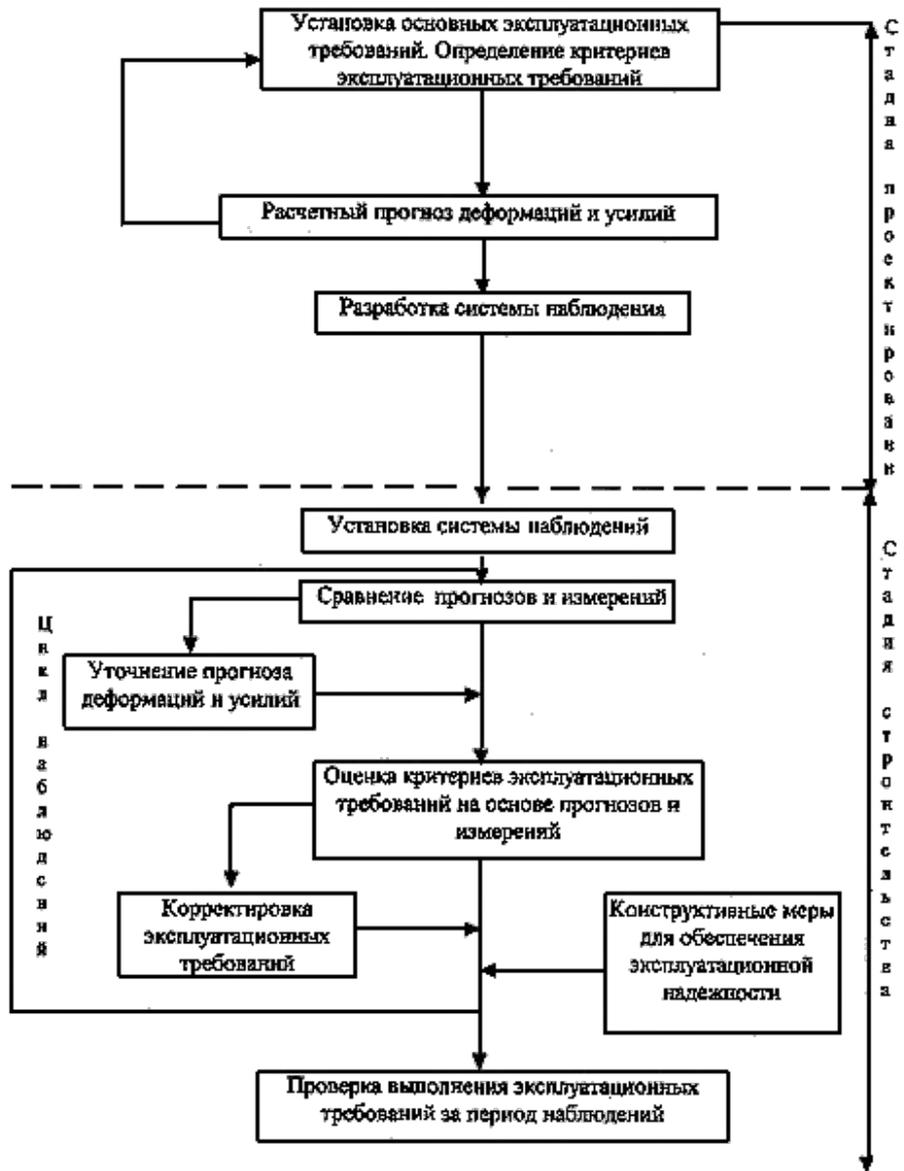 Установка основных эксплуатационных
требований. Определение критериев
эксплуатационных требований
Расчетный прогноз деформаций и усилий
Разработка системы наблюдения
Стадия проектировани
Установка системы наблюдений
Сравнение прогнозов и измерений
Уточнение прогноза
деформаций и усилий
Оценка критериев эксплуатационных
требований на основе прогнозов и
измерений
Корректировка
эксплуатационных
требований
Конструктивные меры
для обеспечения
эксплуатационной
надежности
Проверка выполнения эксплуатационных
требований за период наблюдений
Цикл наблюдений
Стадия строительства